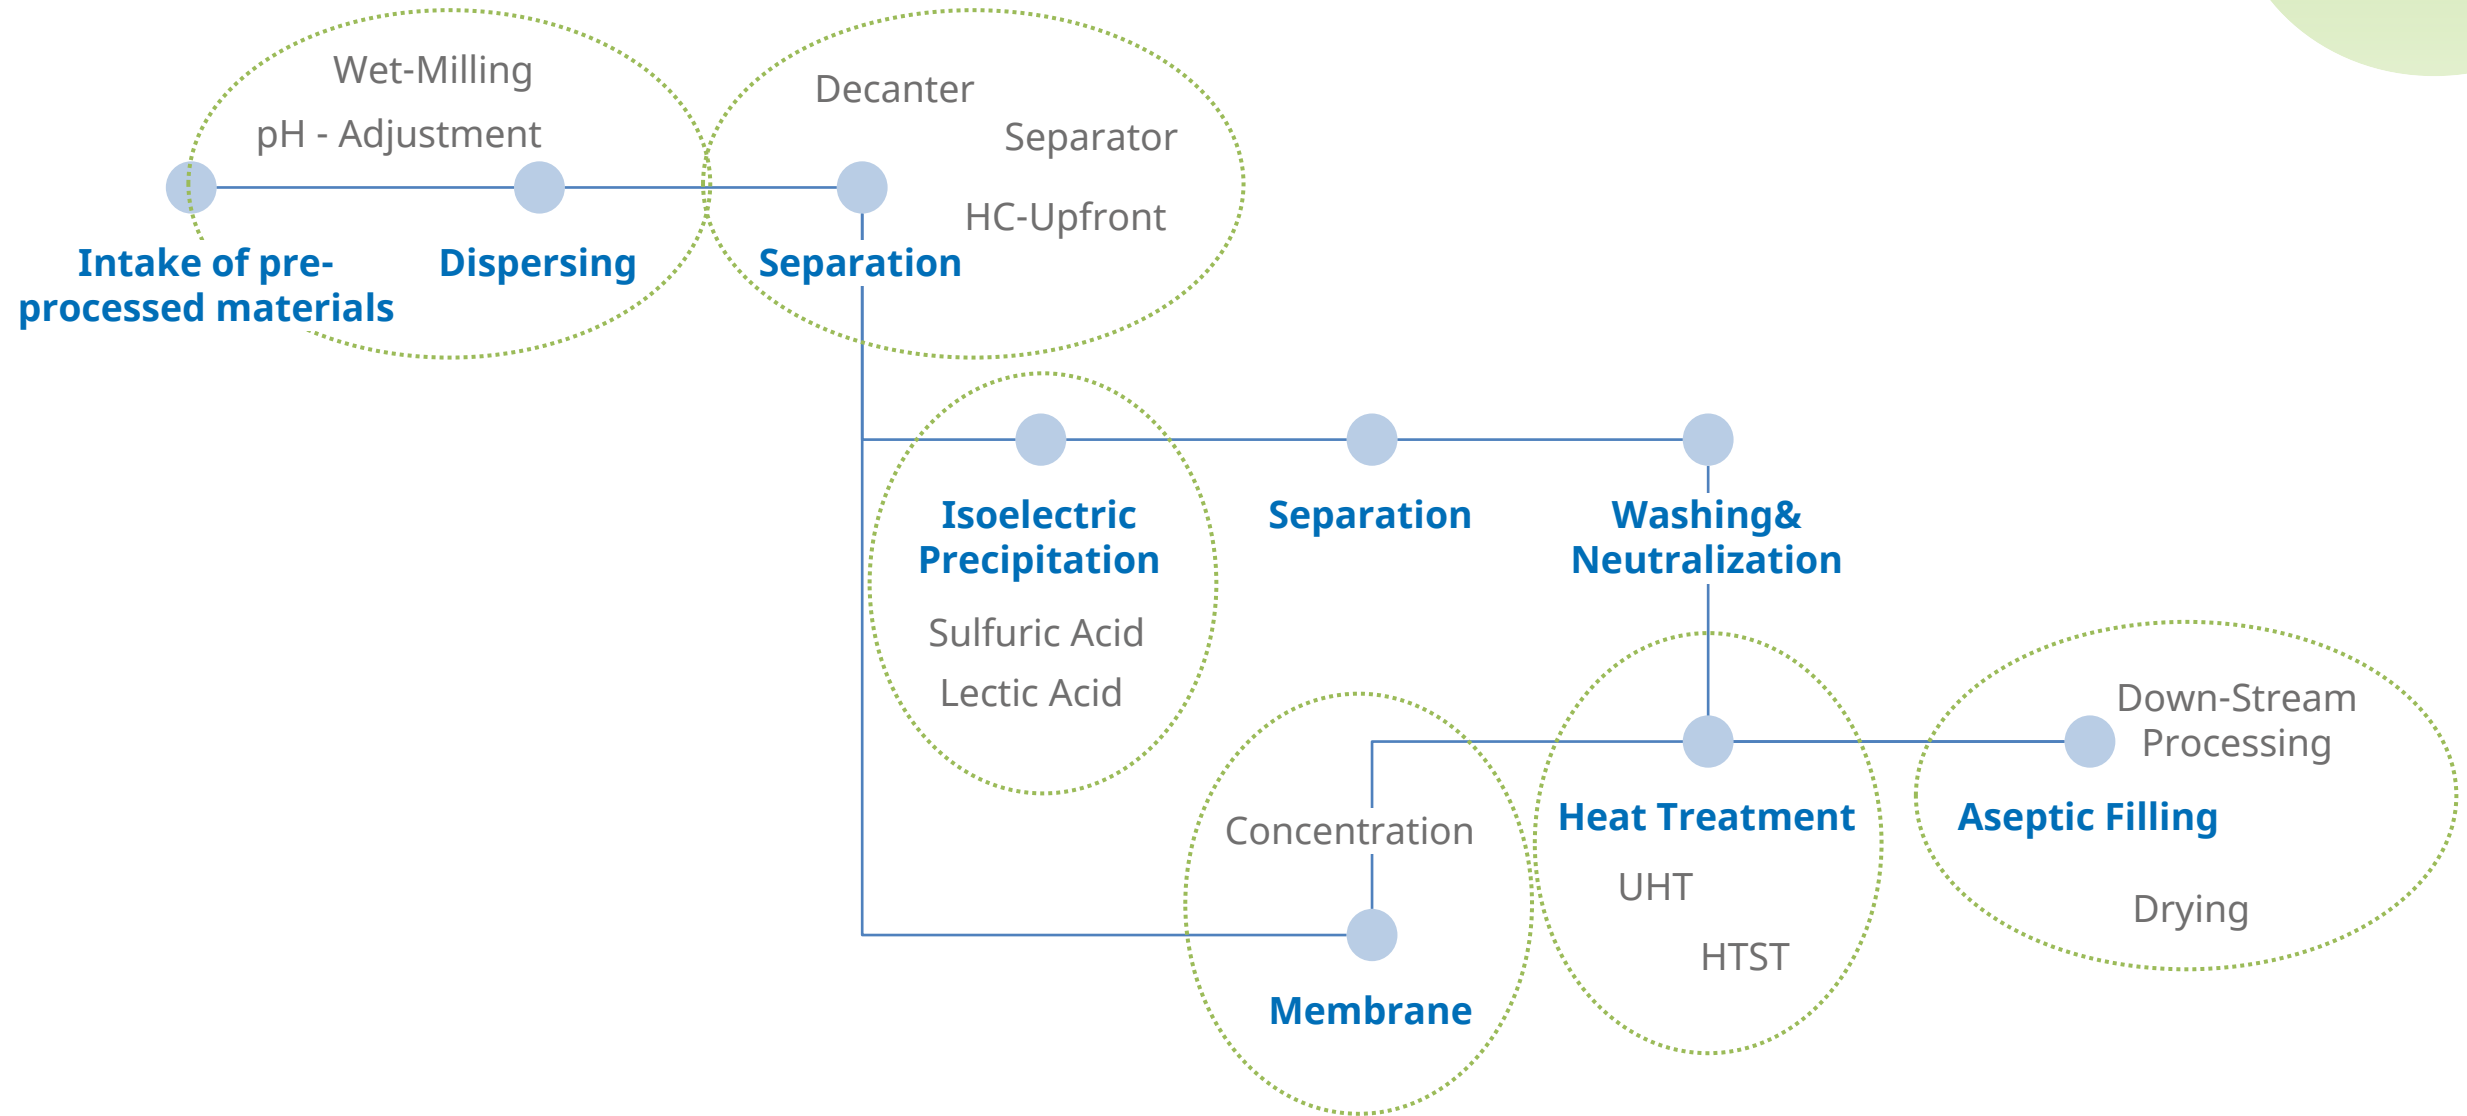 Wet-Milling
pH - Adjustment
Decanter
Separator
HC-Upfront
Intake of pre-
processed materials
Dispersing
Separation
Isoelectric
Precipitation
Sulfuric Acid
Lectic Acid
Separation
Washing&
Neutralization
Concentration
Membrane
Heat Treatment
UHT
HTST
Down-Stream
Processing
Aseptic Filling
Drying